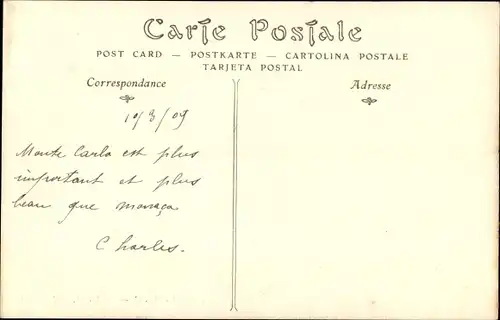 Carte Postale
POST CARD — POSTKARTE — CARTOLINA POSTALE
TARJETA POSTAL
Correspondance
Adresse
10/3/09
Monte Carlo est plus
important et plus
beau que monaco
Charles.